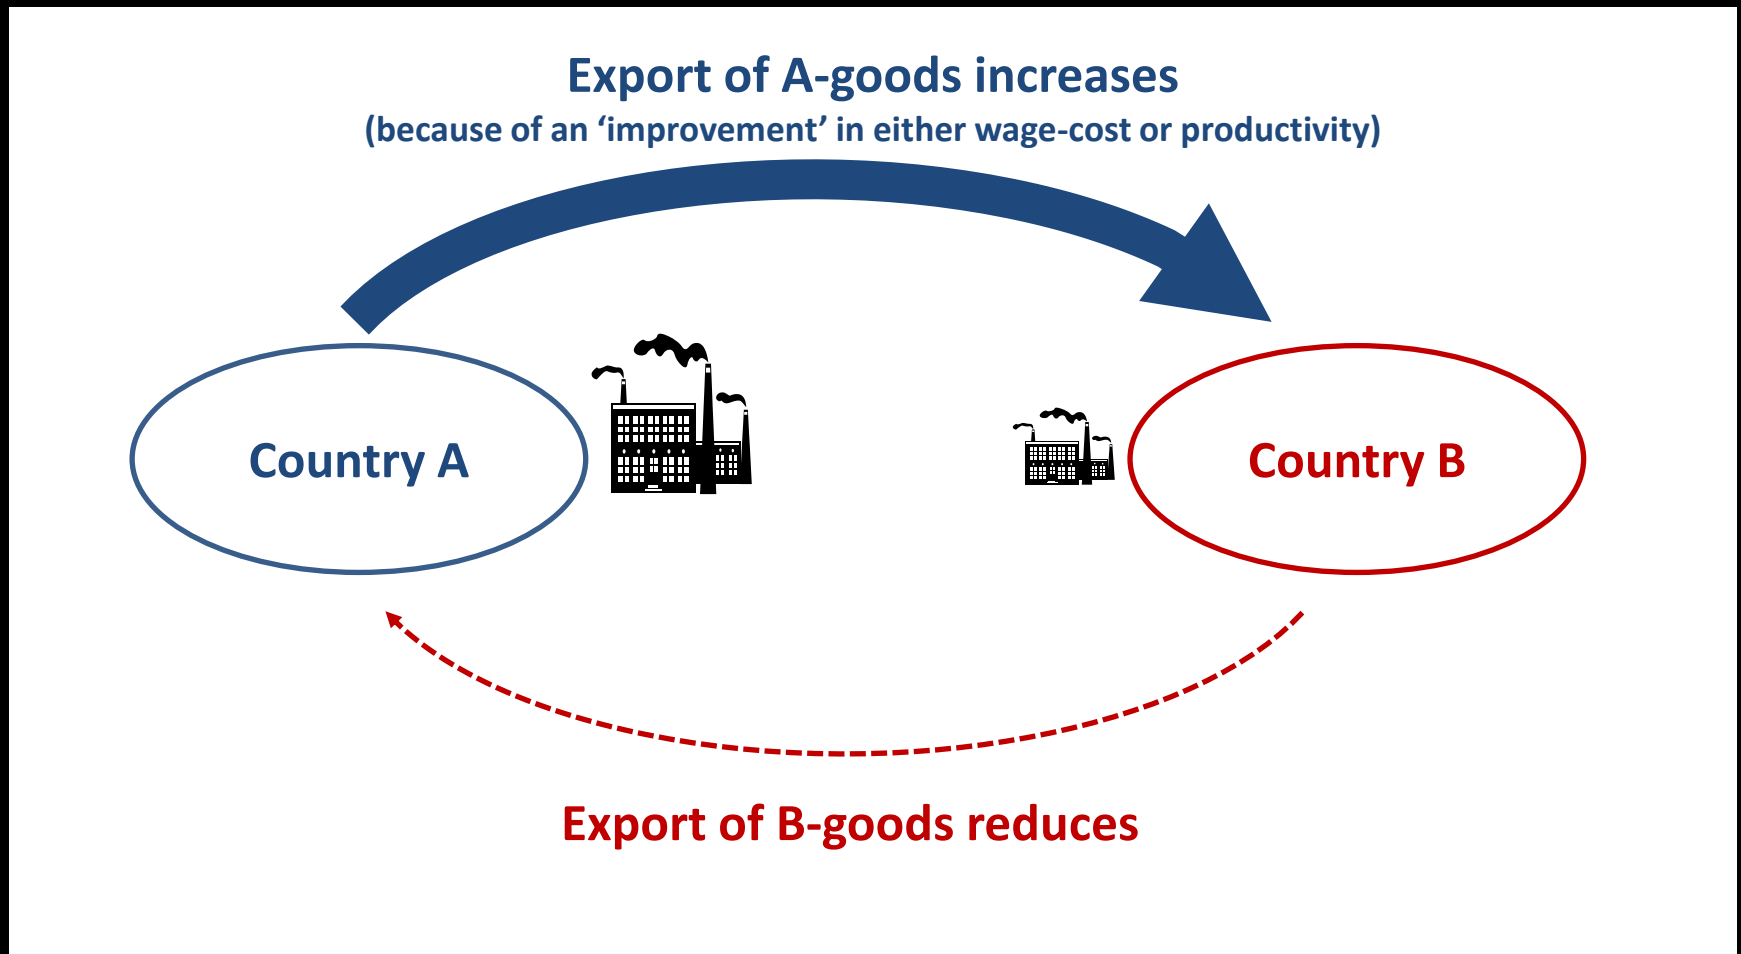 Export of A-goods increases
(because of an ‘improvement’ in either wage-cost or productivity)
Country A
Country B
Export of B-goods reduces